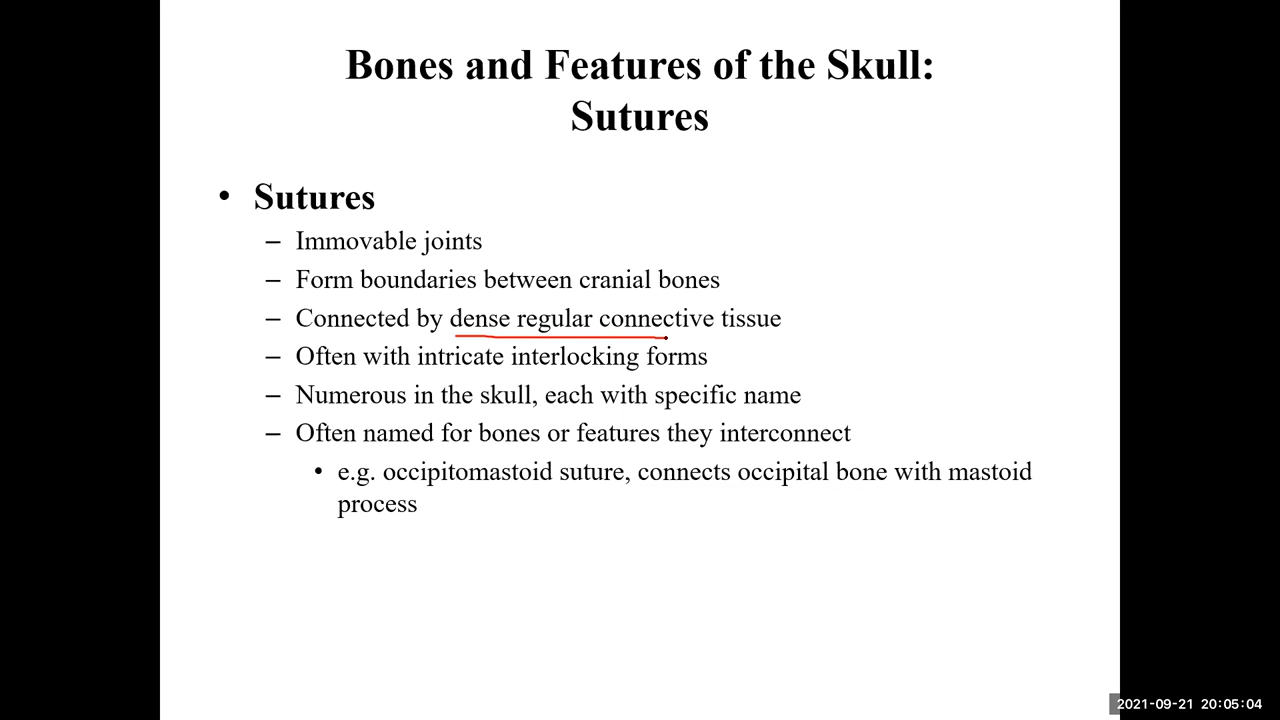 Bones and Features of the Skull:
Sutures
• Sutures
– Immovable joints
– Form boundaries between cranial bones
– Connected by dense regular connective tissue
– Often with intricate interlocking forms
– Numerous in the skull, each with specific name
– Often named for bones or features they interconnect
• e.g. occipitomastoid suture, connects occipital bone with mastoid
process
2021-09-21 20:05:04